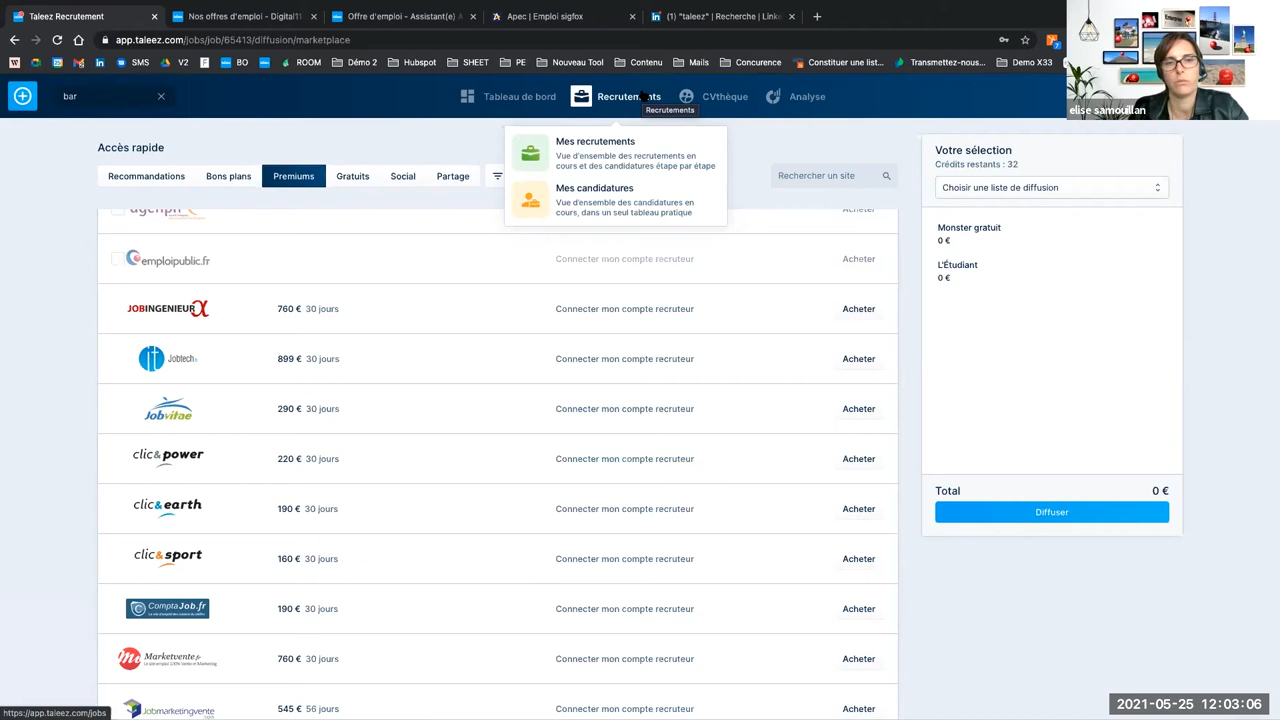 Taleez Recrutement
Nos offres d'emploi - Digital11
Offre d'emploi - Assistant(e)
Apec | Emploi sigfox
(1) "taleez" | Recherche | Linke
app.taleez.com/jobs/job/65413/diffusion/marketplace
SMS
V2
BO
ROOM
Démo 2
Nouveau Tool
Contenu
Mails
Concurence
Constituer une list...
Transmettez-nous...
Demo X33
elise samouillan
bar
Tableau de bord
Recrutements
CVthèque
Analyse
Recrutements
Mes recrutements
Vue d'ensemble des recrutements en
cours et des candidatures étape par étape
Mes candidatures
Vue d'ensemble des candidatures en
cours, dans un seul tableau pratique
Accès rapide
Recommandations
Bons plans
Premiums
Gratuits
Social
Partage
Rechercher un site
Votre sélection
Crédits restants : 32
Choisir une liste de diffusion
Monster gratuit
0 €
L'Étudiant
0 €
Total 0 €
Diffuser
agefiph Acheter
emploipublic.fr Connecter mon compte recruteur Acheter
JOBINGENIEUR 760 € 30 jours Connecter mon compte recruteur Acheter
Jobtech 899 € 30 jours Connecter mon compte recruteur Acheter
Jobvitae 290 € 30 jours Connecter mon compte recruteur Acheter
clic&power 220 € 30 jours Connecter mon compte recruteur Acheter
clic&earth 190 € 30 jours Connecter mon compte recruteur Acheter
clic&sport 160 € 30 jours Connecter mon compte recruteur Acheter
ComptaJob.fr 190 € 30 jours Connecter mon compte recruteur Acheter
Marketvente.fr 760 € 30 jours Connecter mon compte recruteur Acheter
Jobmarketingvente 545 € 56 jours Connecter mon compte recruteur Acheter
https://app.taleez.com/jobs
2021-05-25 12:03:06